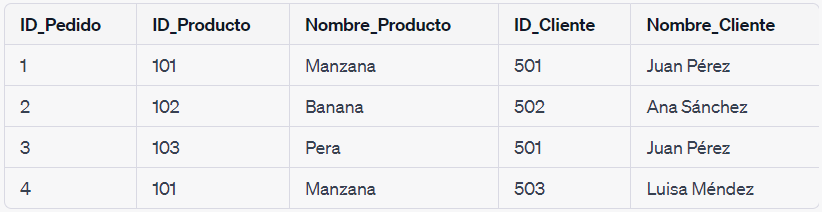 ID_Pedido ID_Producto Nombre_Producto ID_Cliente Nombre_Cliente
1 101 Manzana 501 Juan Pérez
2 102 Banana 502 Ana Sánchez
3 103 Pera 501 Juan Pérez
4 101 Manzana 503 Luisa Méndez